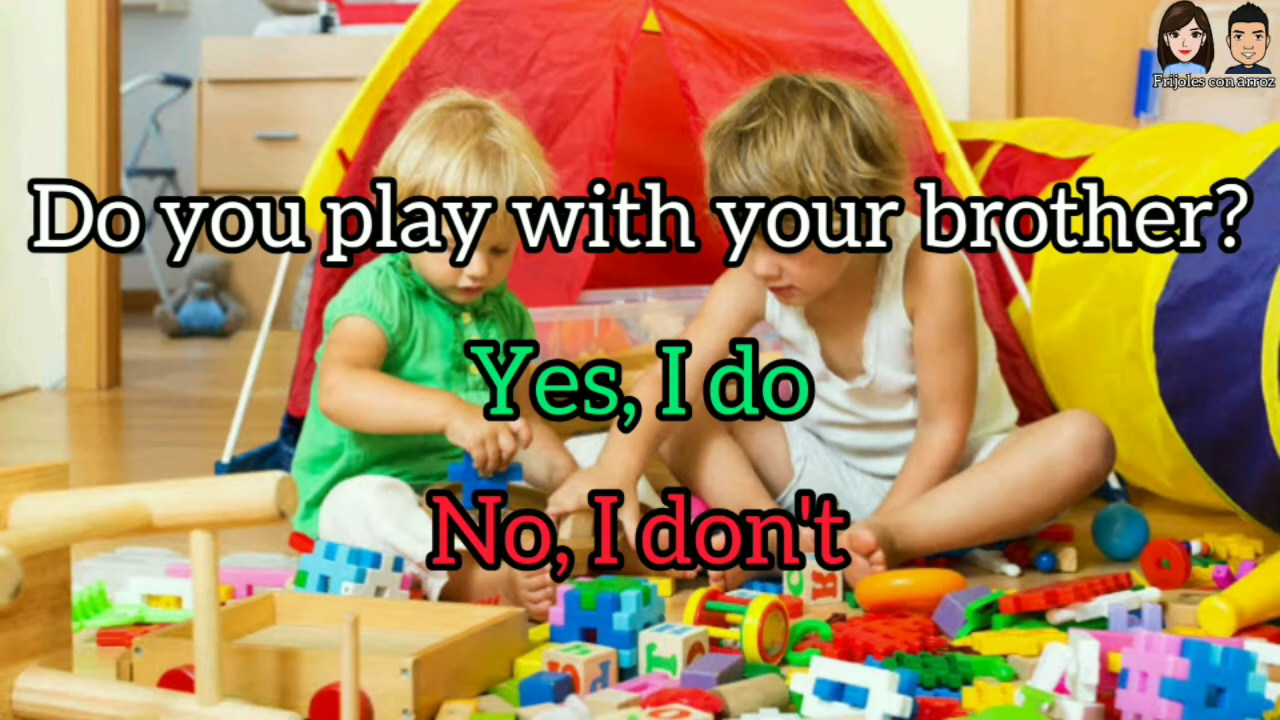 Frijoles con arroz
Do you play with your brother?
Yes, I do
No, I don't
B